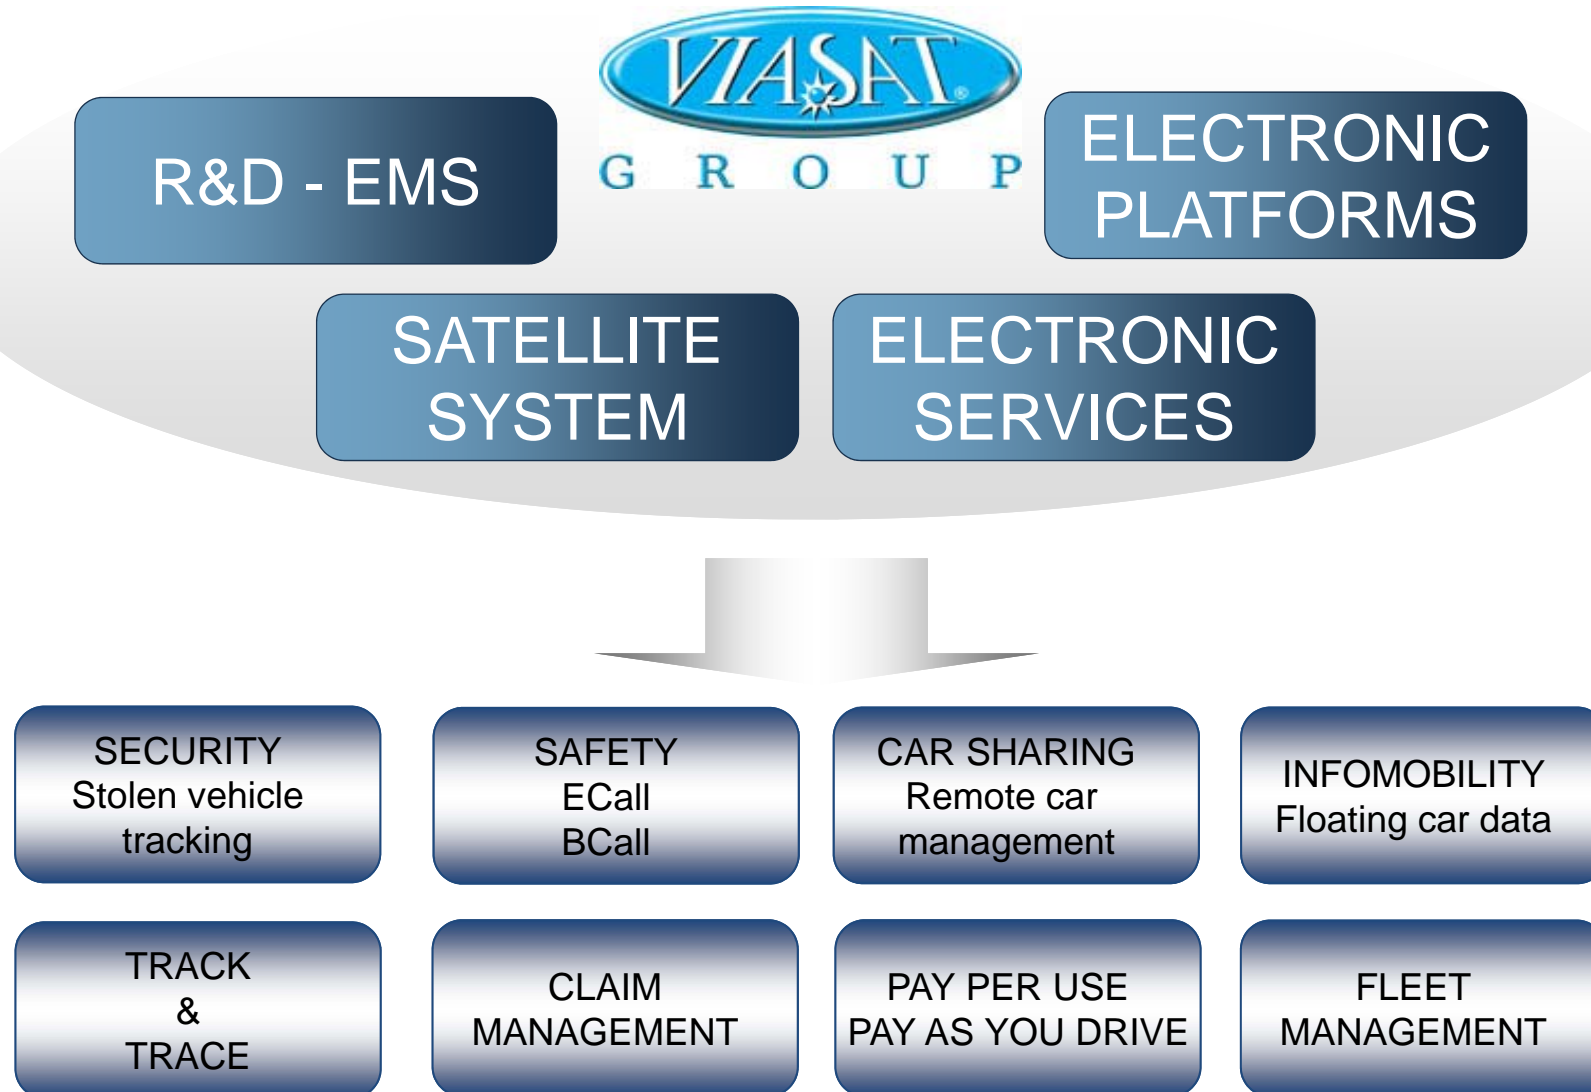 VIASAT®
GROUP
R&D - EMS
ELECTRONIC
PLATFORMS
SATELLITE
SYSTEM
ELECTRONIC
SERVICES
SECURITY
Stolen vehicle
tracking
SAFETY
ECall
BCall
CAR SHARING
Remote car
management
INFOMOBILITY
Floating car data
TRACK
&
TRACE
CLAIM
MANAGEMENT
PAY PER USE
PAY AS YOU DRIVE
FLEET
MANAGEMENT